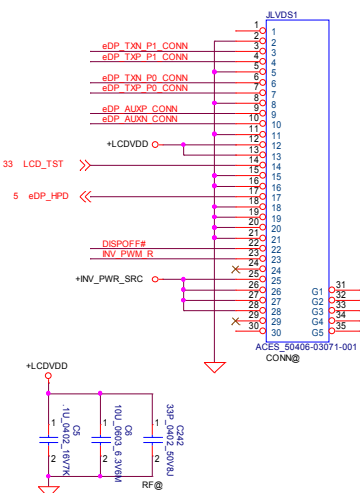 JLVDS1
1 1
2 2
eDP_TXN_P1_CONN 3 3
eDP_TXP_P1_CONN 4 4
5 5
eDP_TXN_P0_CONN 6 6
eDP_TXP_P0_CONN 7 7
8 8
eDP_AUXP_CONN 9 9
eDP_AUXN_CONN 10 10
11 11
+LCDVDD 12 12
13 13
33 LCD_TST 14 14
15 15
16 16
5 eDP_HPD 17 17
18 18
19 19
20 20
21 21
DISPOFF# 22 22
INV_PWM_R 23 23
24 24
+INV_PWR_SRC 25 25
26 26 G1 31
27 27 G2 32
28 28 G3 33
29 29 G4 34
30 30 G5 35
ACES_50406-03071-001
CONN@
+LCDVDD
1 2 C5
.1U_0402_16V7K
1 2 C6
10U_0603_6.3V6M
1 2 C242
33P_0402_50V8J
RF@